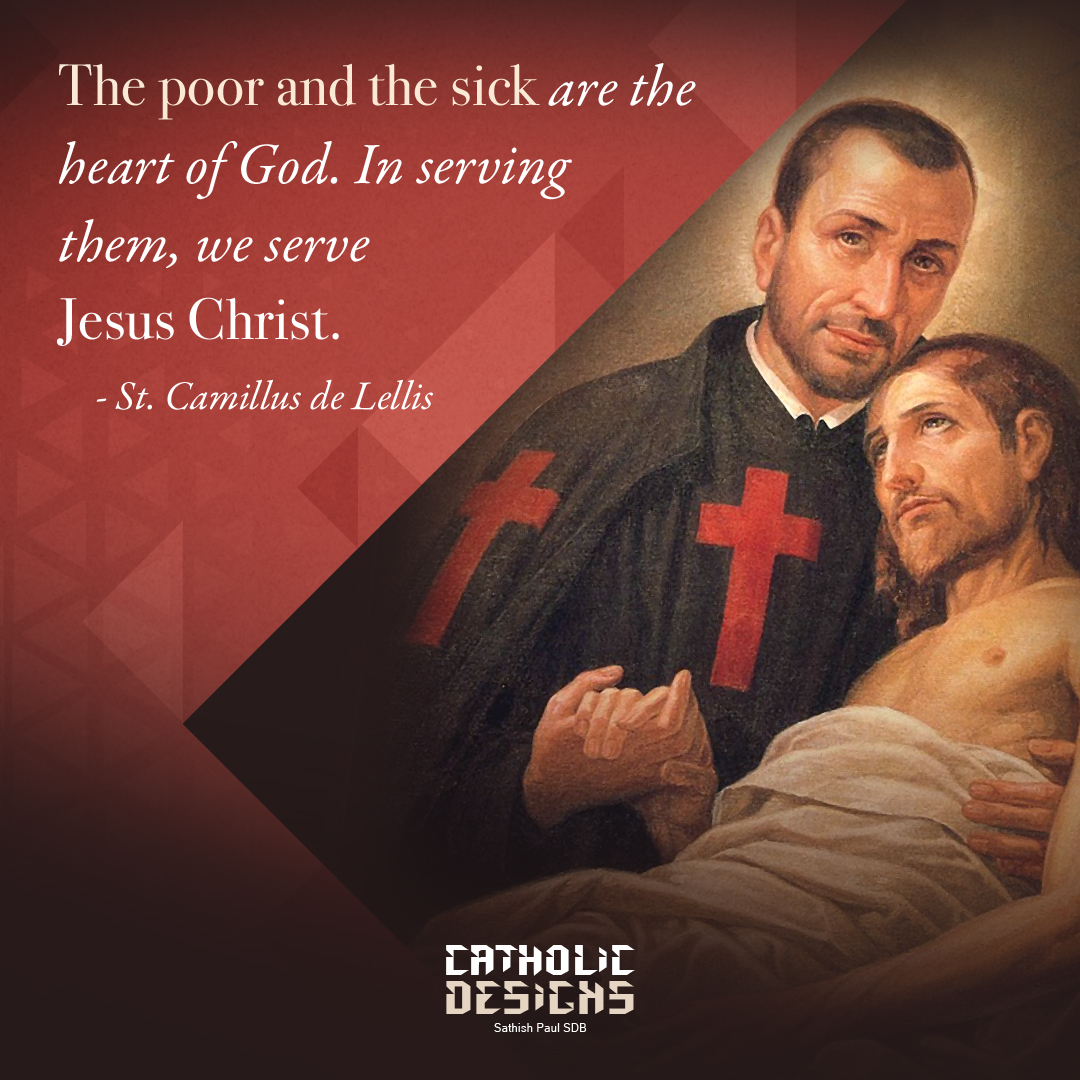 The poor and the sick are the
heart of God. In serving
them, we serve
Jesus Christ.
- St. Camillus de Lellis
CATHOLIC
DESIGNS
Sathish Paul SDB